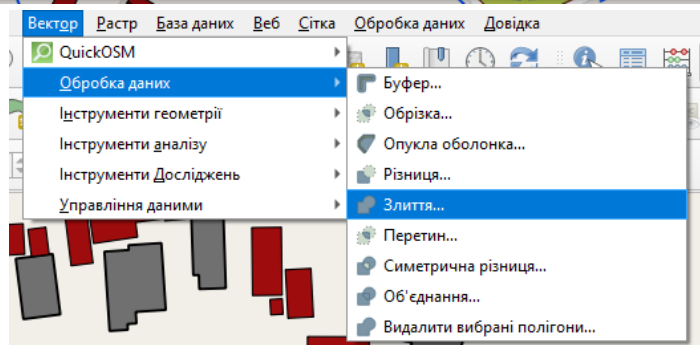 Вектор Растр База даних Веб Сітка Обробка даних Довідка
QuickOSM
Обробка даних
Інструменти геометрії
Інструменти аналізу
Інструменти Досліджень
Управління даними
Буфер...
Обрізка...
Опукла оболонка...
Різниця...
Злиття...
Перетин...
Симетрична різниця...
Об'єднання...
Видалити вибрані полігони...